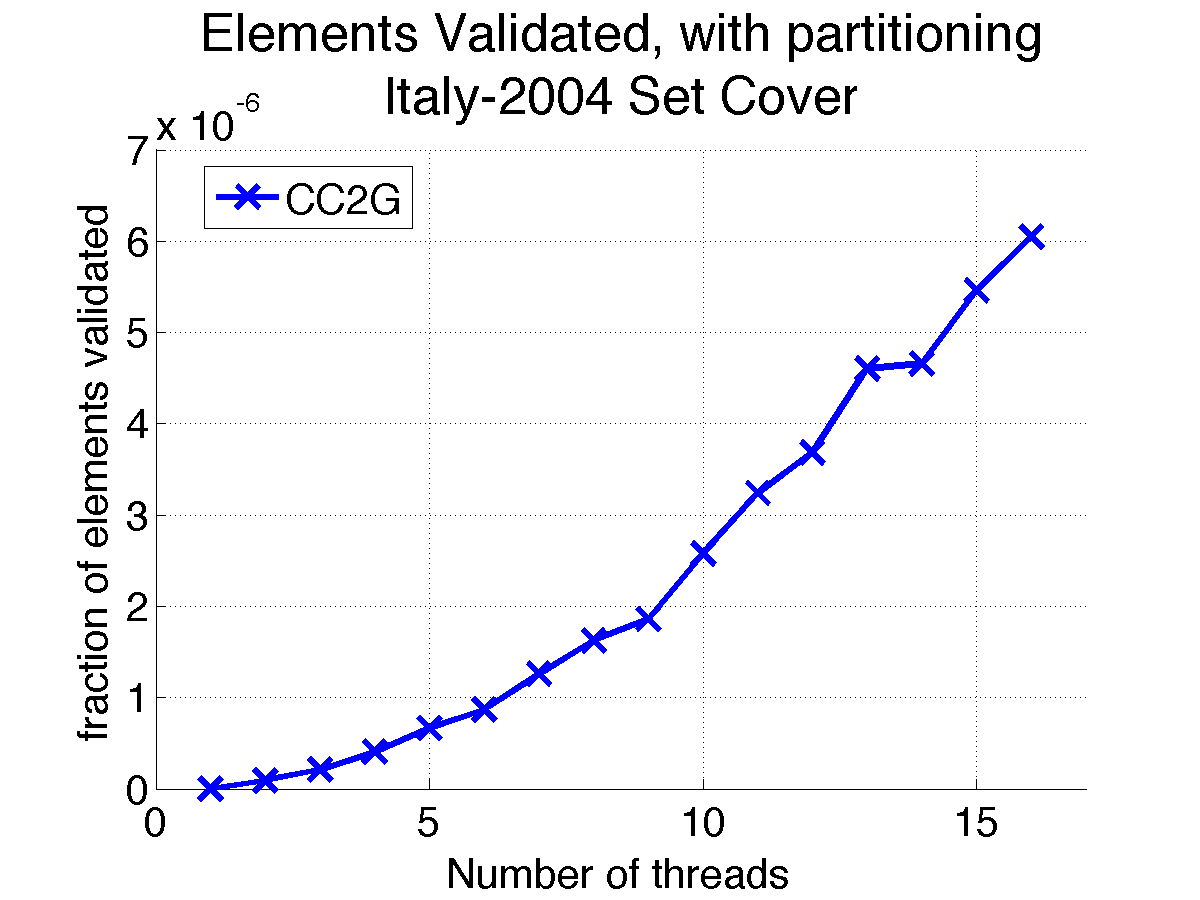 Elements Validated, with partitioning
Italy-2004 Set Cover
x 10-6
7
CC2G
6
5
4
3
2
1
0
fraction of elements validated
0 5 10 15
Number of threads